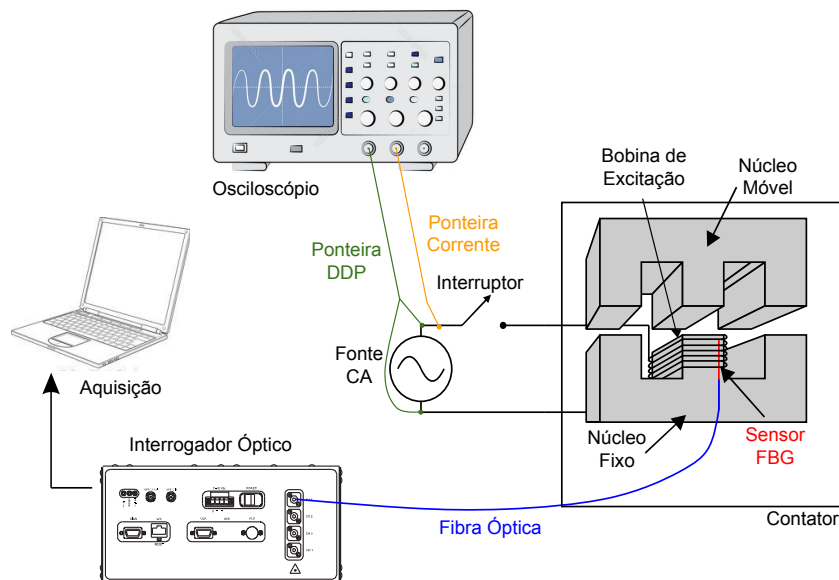 Osciloscópio
Bobina de
Excitação
Núcleo
Móvel
Ponteira
Corrente
Ponteira
DDP
Interruptor
Fonte
CA
Aquisição
Núcleo
Fixo
Sensor
FBG
Interrogador Óptico
Fibra Óptica
Contator